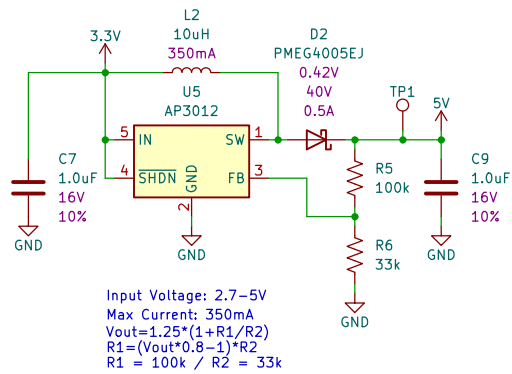 L2
10uH
350mA
3.3V
D2
PMEG4005EJ
0.42V
40V
0.5A
TP1
5V
U5
AP3012
5 IN
SW 1
4 SHDN
FB 3
GND
2
C7
1.0uF
16V
10%
GND
GND
R5
100k
R6
33k
GND
C9
1.0uF
16V
10%
GND
Input Voltage: 2.7-5V
Max Current: 350mA
Vout=1.25*(1+R1/R2)
R1=(Vout*0.8-1)*R2
R1 = 100k / R2 = 33k